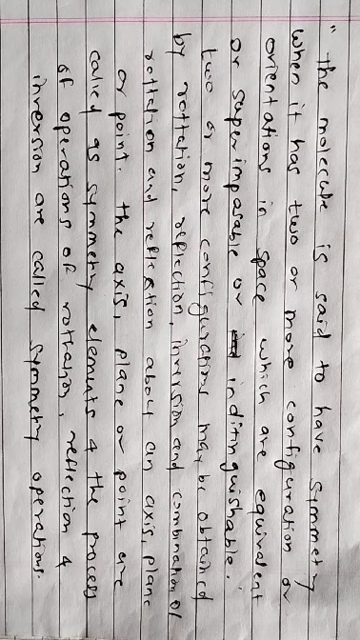 "The molecule is said to have symmetry
when it has two or more configuration or
orientations in space which are equivalent
or superimposable or inditinguishable.
two or more configurations may be obtained
by rotation, reflection, inversion and combination of
rotation and reflection about an axis, plane
or point. the axis, plane or point are
called as symmetry elements & the process
of operations of rotation, reflection &
inversion are called symmetry operations.